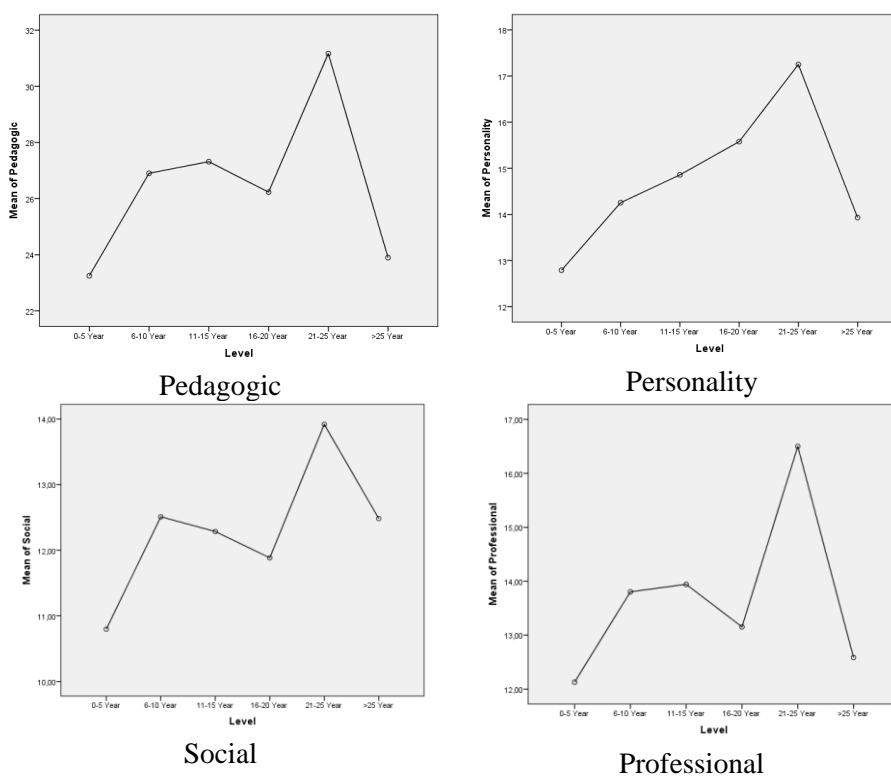 Mean of Pedagogic
32
30
28
26
24
22
0-5 Year 6-10 Year 11-15 Year 16-20 Year 21-25 Year >25 Year
Level
Pedagogic
Mean of Personality
18
17
16
15
14
13
12
0-5 Year 6-10 Year 11-15 Year 16-20 Year 21-25 Year >25 Year
Level
Personality
Mean of Social
14,00
13,00
12,00
11,00
10,00
0-5 Year 6-10 Year 11-15 Year 16-20 Year 21-25 Year >25 Year
Level
Social
Mean of Professional
17,00
16,00
15,00
14,00
13,00
12,00
0-5 Year 6-10 Year 11-15 Year 16-20 Year 21-25 Year >25 Year
Level
Professional